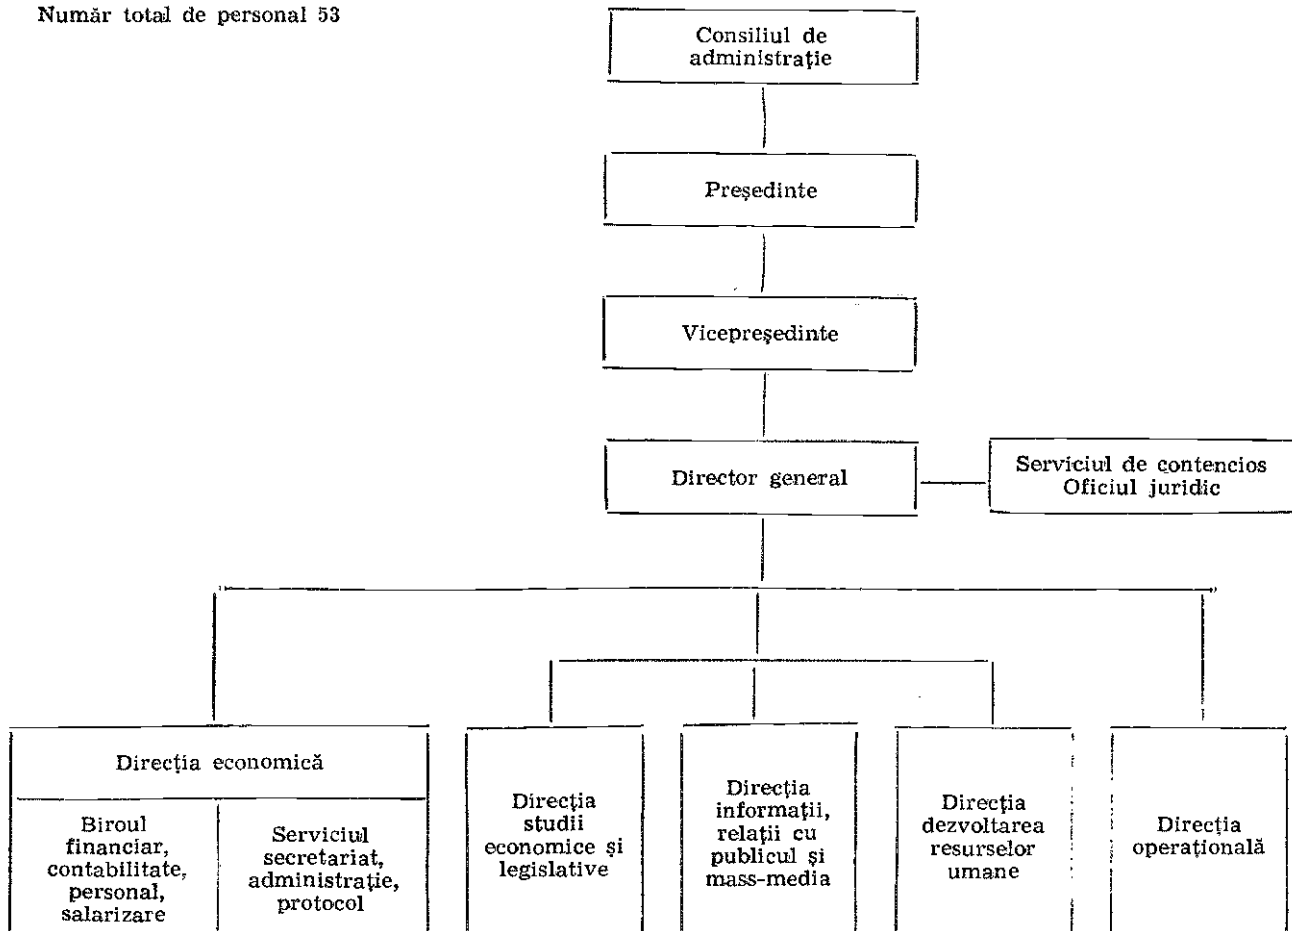 Număr total de personal 53
Consiliul de
administrație
Președinte
Vicepreședinte
Director general
Serviciul de contencios
Oficiul juridic
Direcția economică
Biroul
financiar,
contabilitate,
personal,
salarizare
Serviciul
secretariat,
administrație,
protocol
Direcția
studii
economice și
legislative
Direcția
informații,
relații cu
publicul și
mass-media
Direcția
dezvoltarea
resurselor
umane
Direcția
operațională